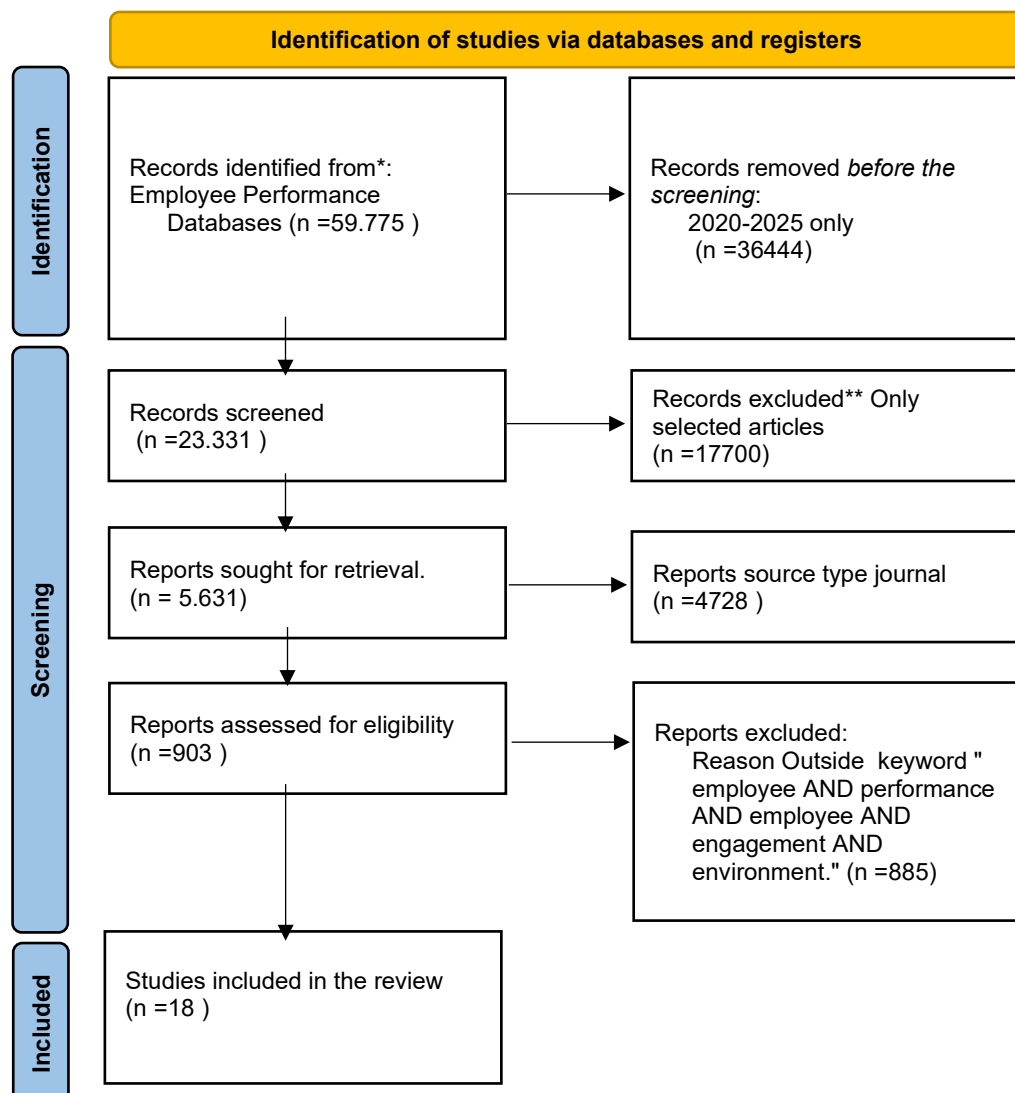 Identification of studies via databases and registers
Identification
Records identified from*:
Employee Performance
Databases (n =59.775 )
Records removed before the
screening:
2020-2025 only
(n =36444)
Screening
Records screened
(n =23.331 )
Records excluded** Only
selected articles
(n =17700)
Reports sought for retrieval.
(n = 5.631)
Reports source type journal
(n =4728 )
Reports assessed for eligibility
(n =903 )
Reports excluded:
Reason Outside keyword "
employee AND performance
AND employee AND
engagement AND
environment." (n =885)
Included
Studies included in the review
(n =18 )